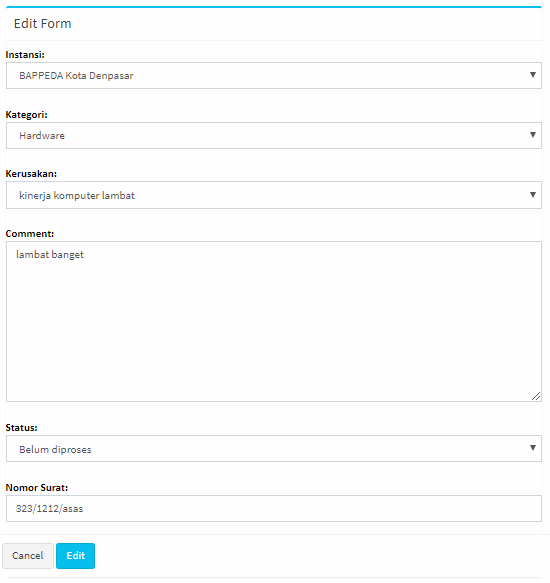 Edit Form
Instansi:
BAPPEDA Kota Denpasar
Kategori:
Hardware
Kerusakan:
kinerja komputer lambat
Comment:
lambat banget
Status:
Belum diproses
Nomor Surat:
323/1212/asas
Cancel Edit